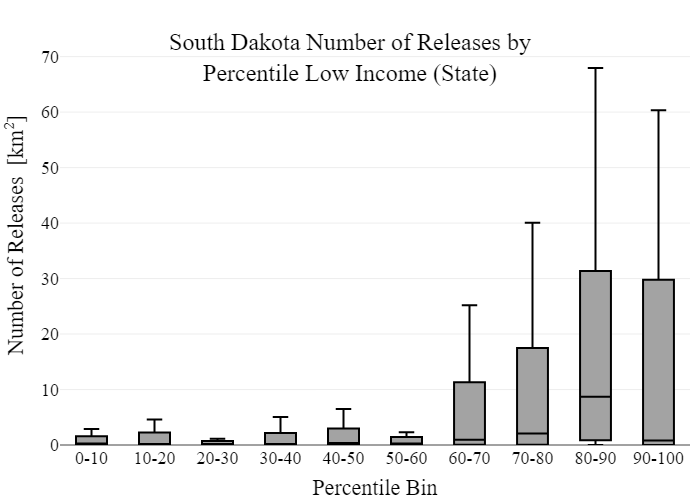 South Dakota Number of Releases by
Percentile Low Income (State)
Number of Releases [km²]
70
60
50
40
30
20
10
0
0-10 10-20 20-30 30-40 40-50 50-60 60-70 70-80 80-90 90-100
Percentile Bin